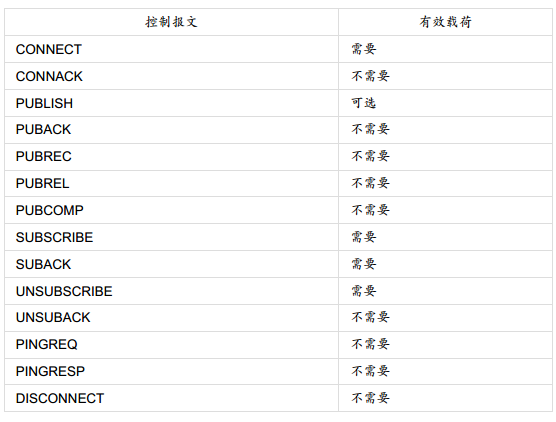 控制报文 有效载荷
CONNECT 需要
CONNACK 不需要
PUBLISH 可选
PUBACK 不需要
PUBREC 不需要
PUBREL 不需要
PUBCOMP 不需要
SUBSCRIBE 需要
SUBACK 需要
UNSUBSCRIBE 需要
UNSUBACK 不需要
PINGREQ 不需要
PINGRESP 不需要
DISCONNECT 不需要